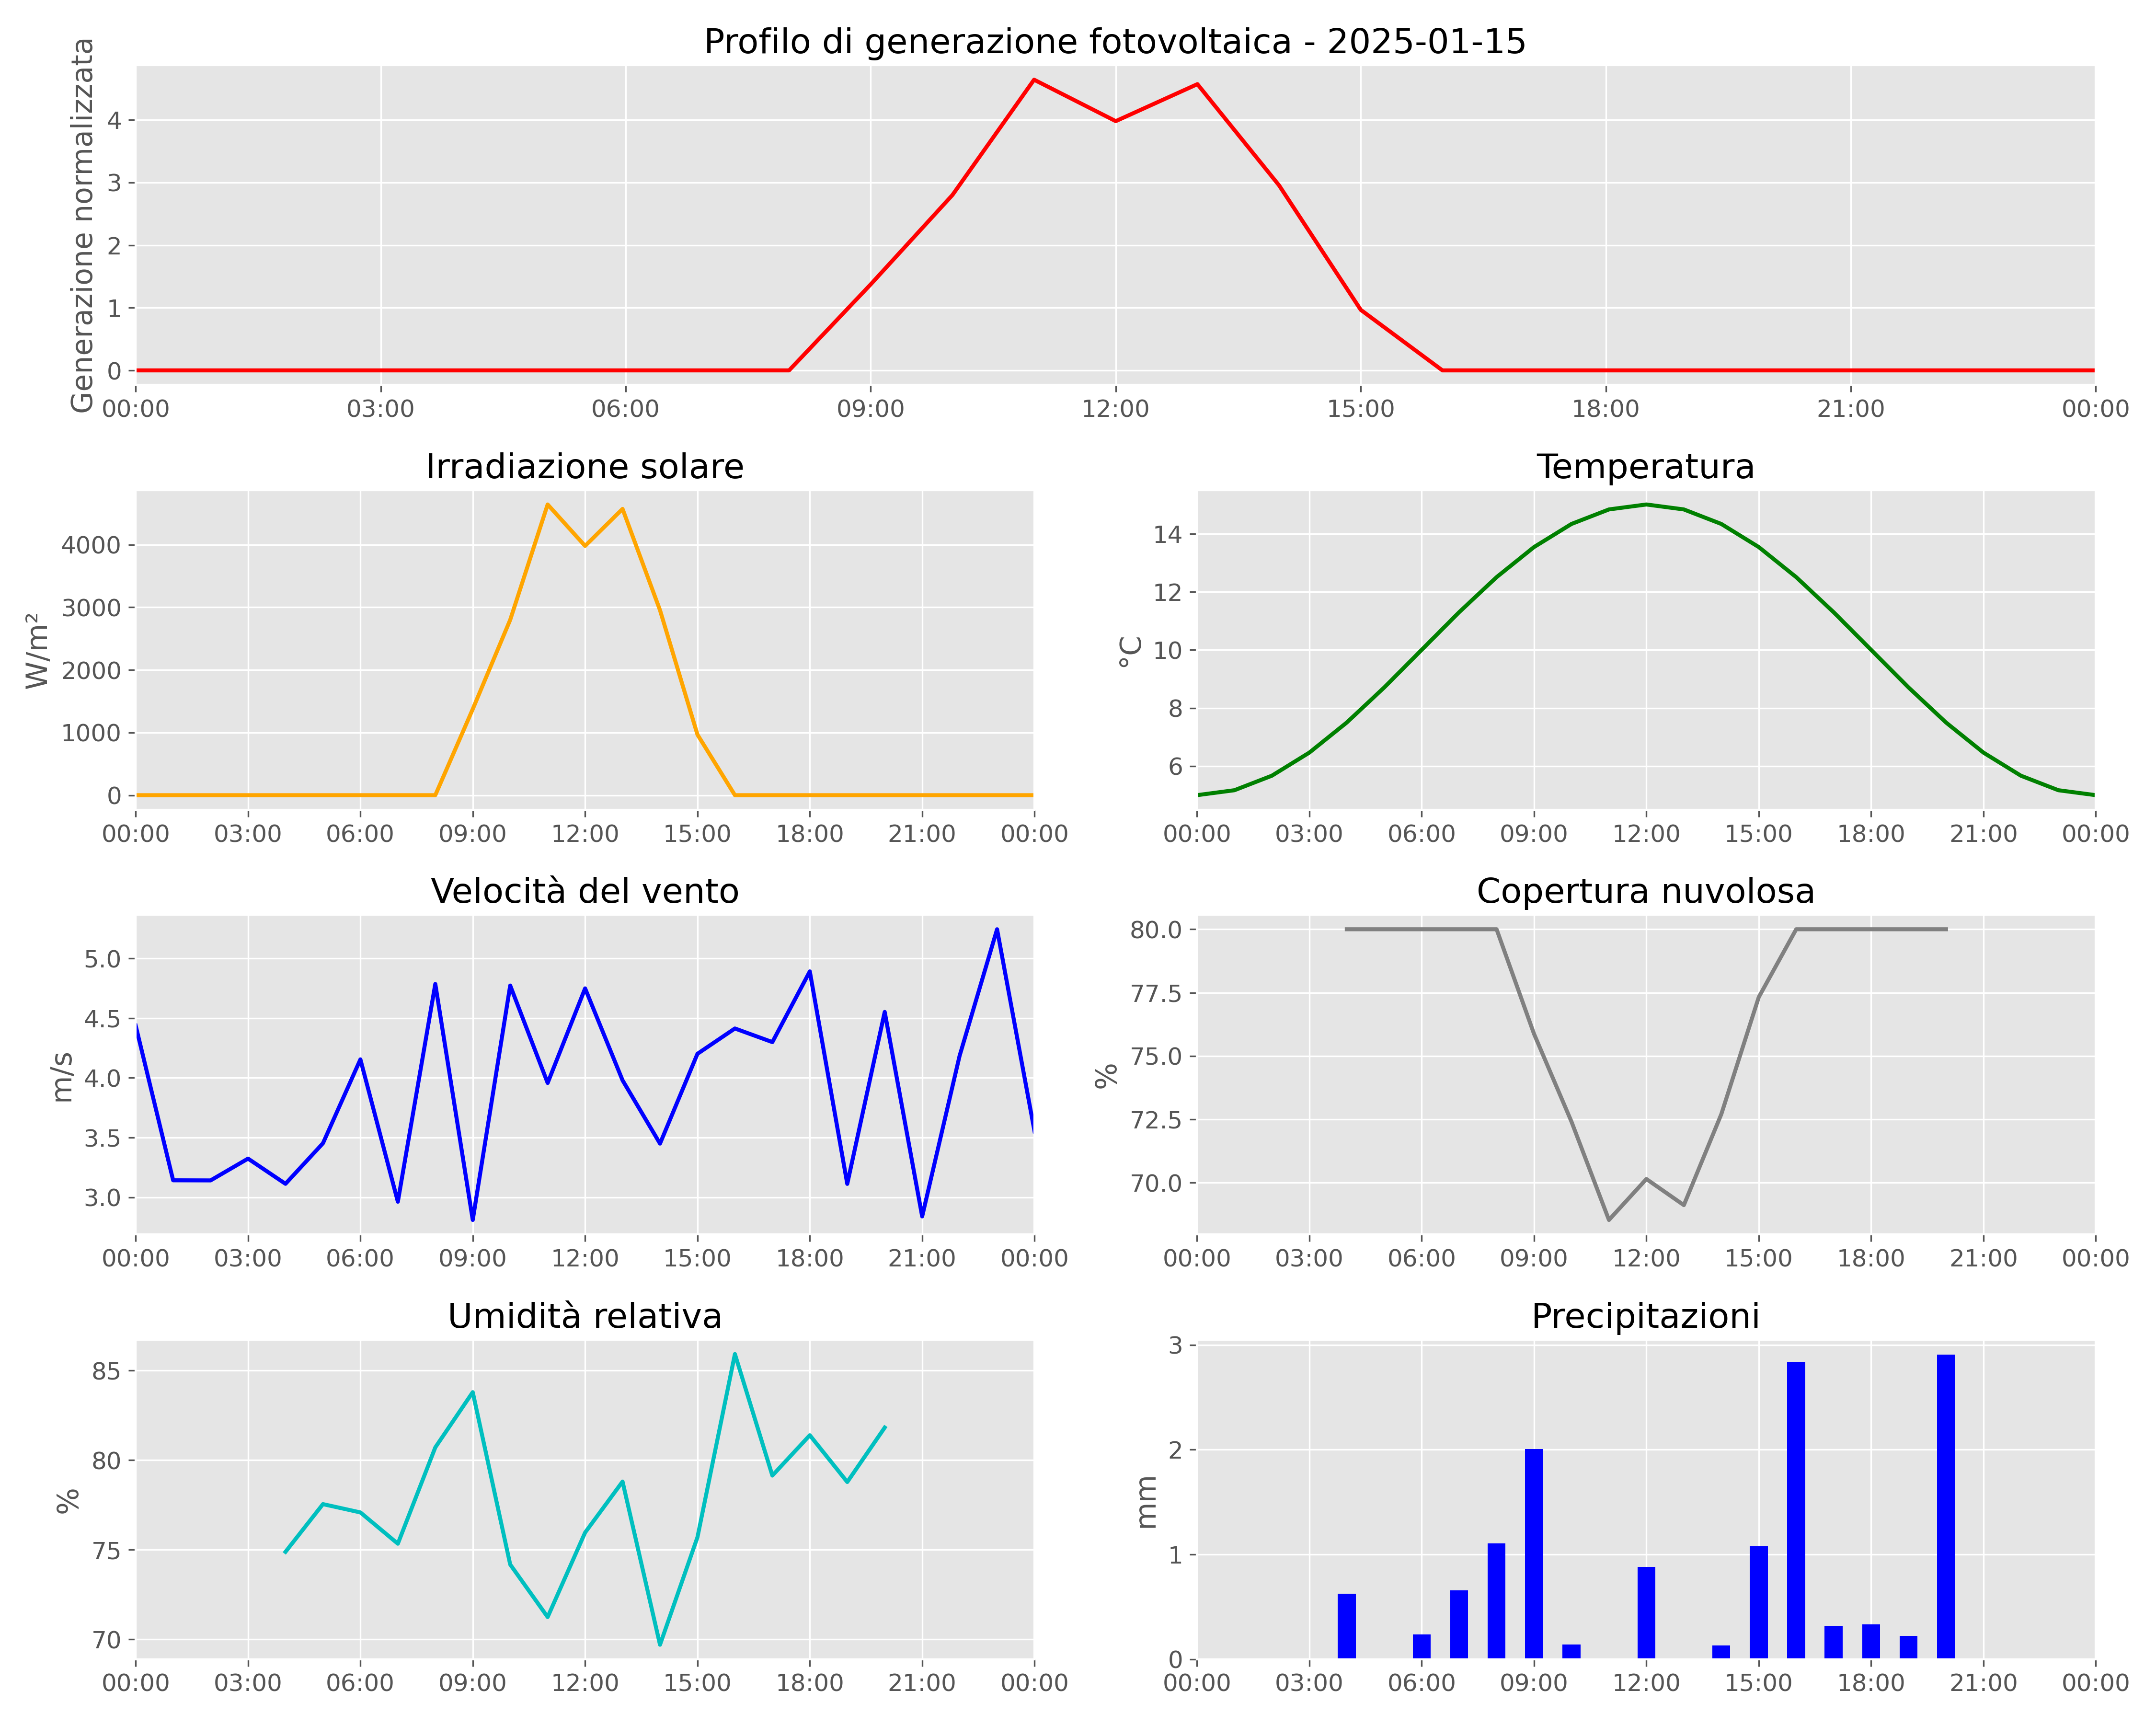 Profilo di generazione fotovoltaica - 2025-01-15
Generazione normalizzata
4
3
2
1
0
00:00 03:00 06:00 09:00 12:00 15:00 18:00 21:00 00:00
Irradiazione solare
W/m²
4000
3000
2000
1000
0
00:00 03:00 06:00 09:00 12:00 15:00 18:00 21:00 00:00
Temperatura
°C
14
12
10
8
6
00:00 03:00 06:00 09:00 12:00 15:00 18:00 21:00 00:00
Velocità del vento
m/s
5.0
4.5
4.0
3.5
3.0
00:00 03:00 06:00 09:00 12:00 15:00 18:00 21:00 00:00
Copertura nuvolosa
%
80.0
77.5
75.0
72.5
70.0
00:00 03:00 06:00 09:00 12:00 15:00 18:00 21:00 00:00
Umidità relativa
%
85
80
75
70
00:00 03:00 06:00 09:00 12:00 15:00 18:00 21:00 00:00
Precipitazioni
mm
3
2
1
0
00:00 03:00 06:00 09:00 12:00 15:00 18:00 21:00 00:00